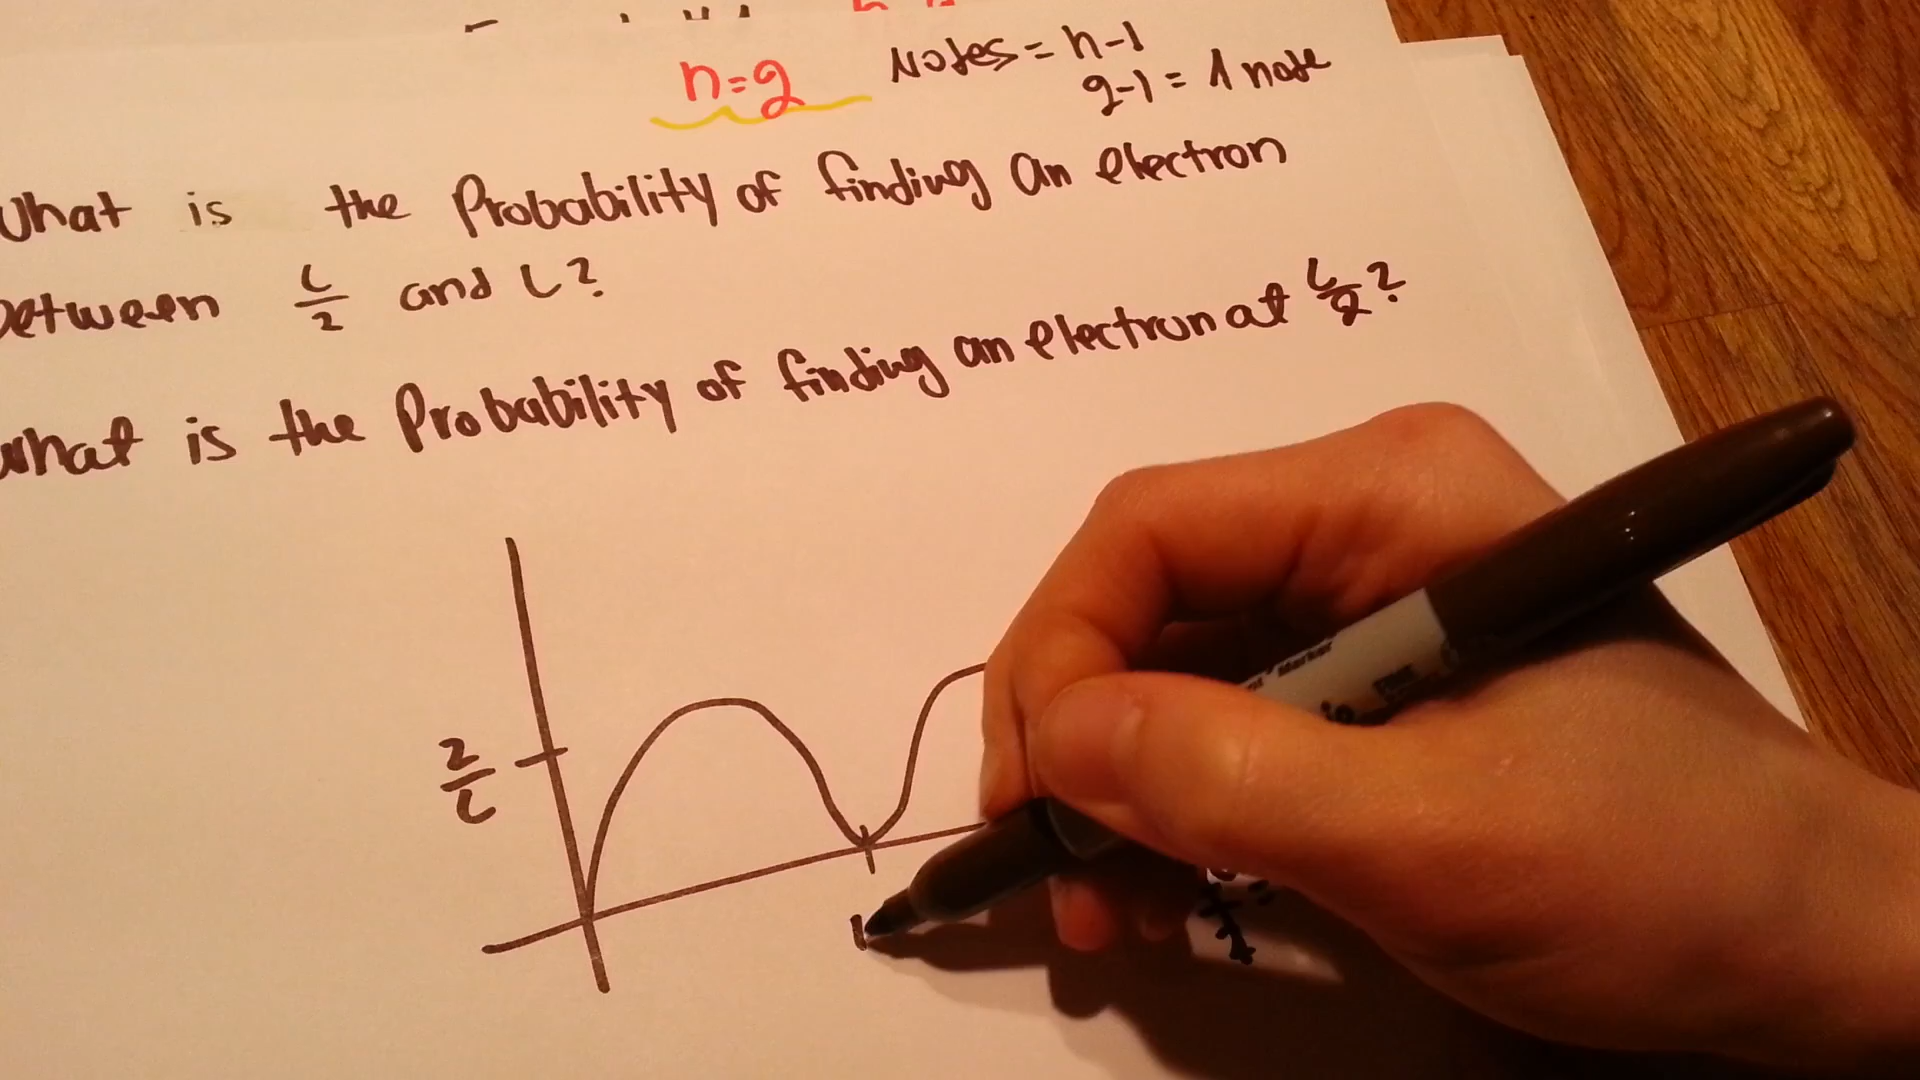 n=2
Nodes = n-1
2-1 = 1 node
What is the Probability of finding an electron
between L/2 and L?
What is the Probability of finding an electron at L/2?
2/L
Marker